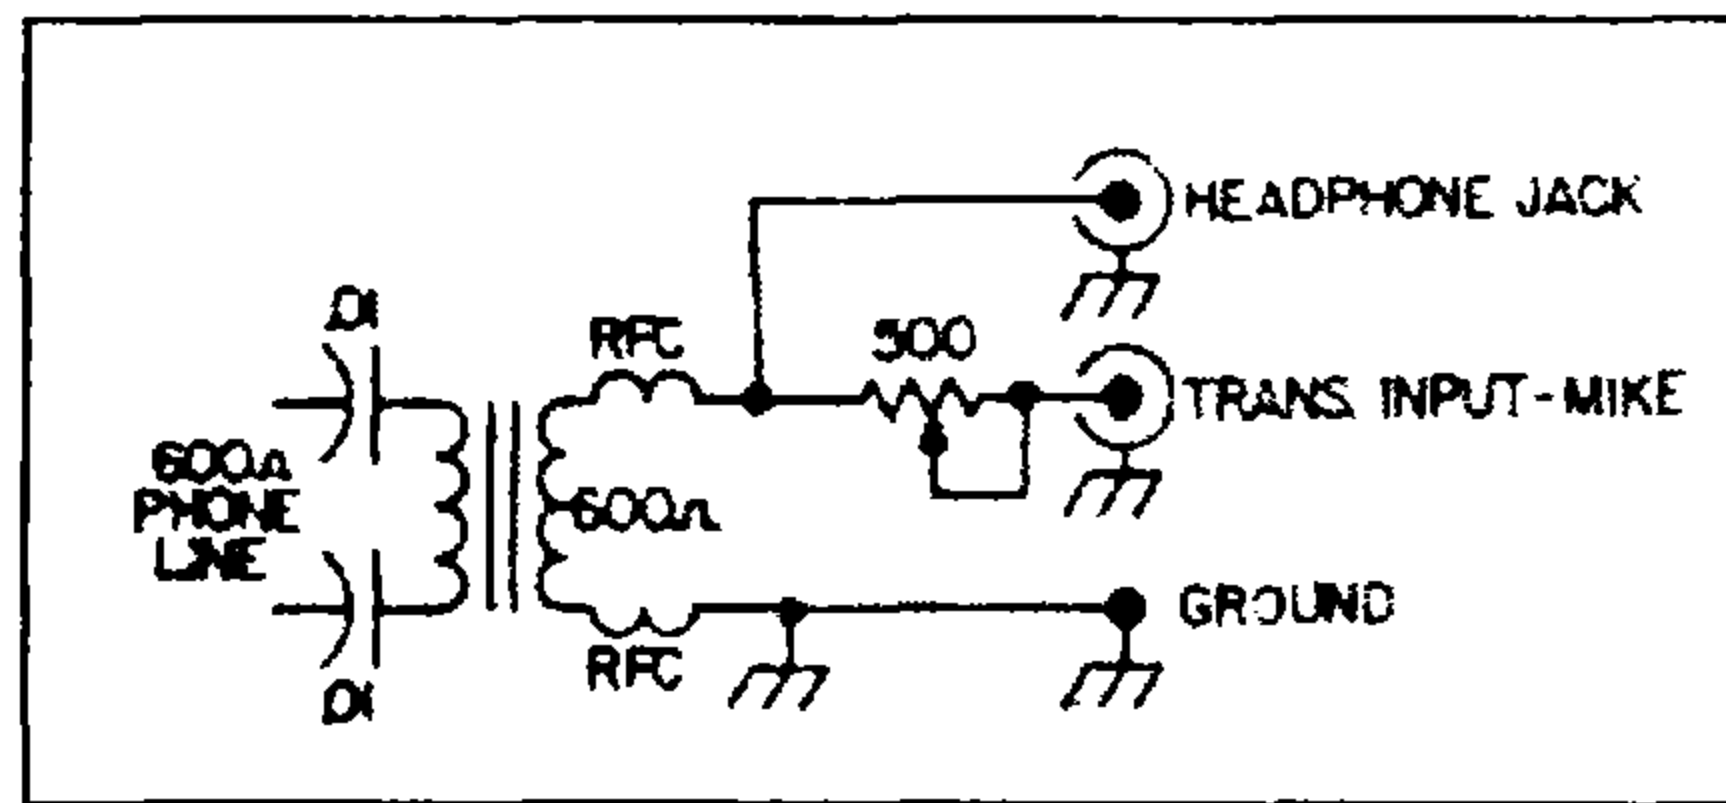 HEADPHONE JACK
.01
RFC
500
TRANS. INPUT-MIKE
600Ω
PHONE
LINE
600Ω
GROUND
RFC
.01